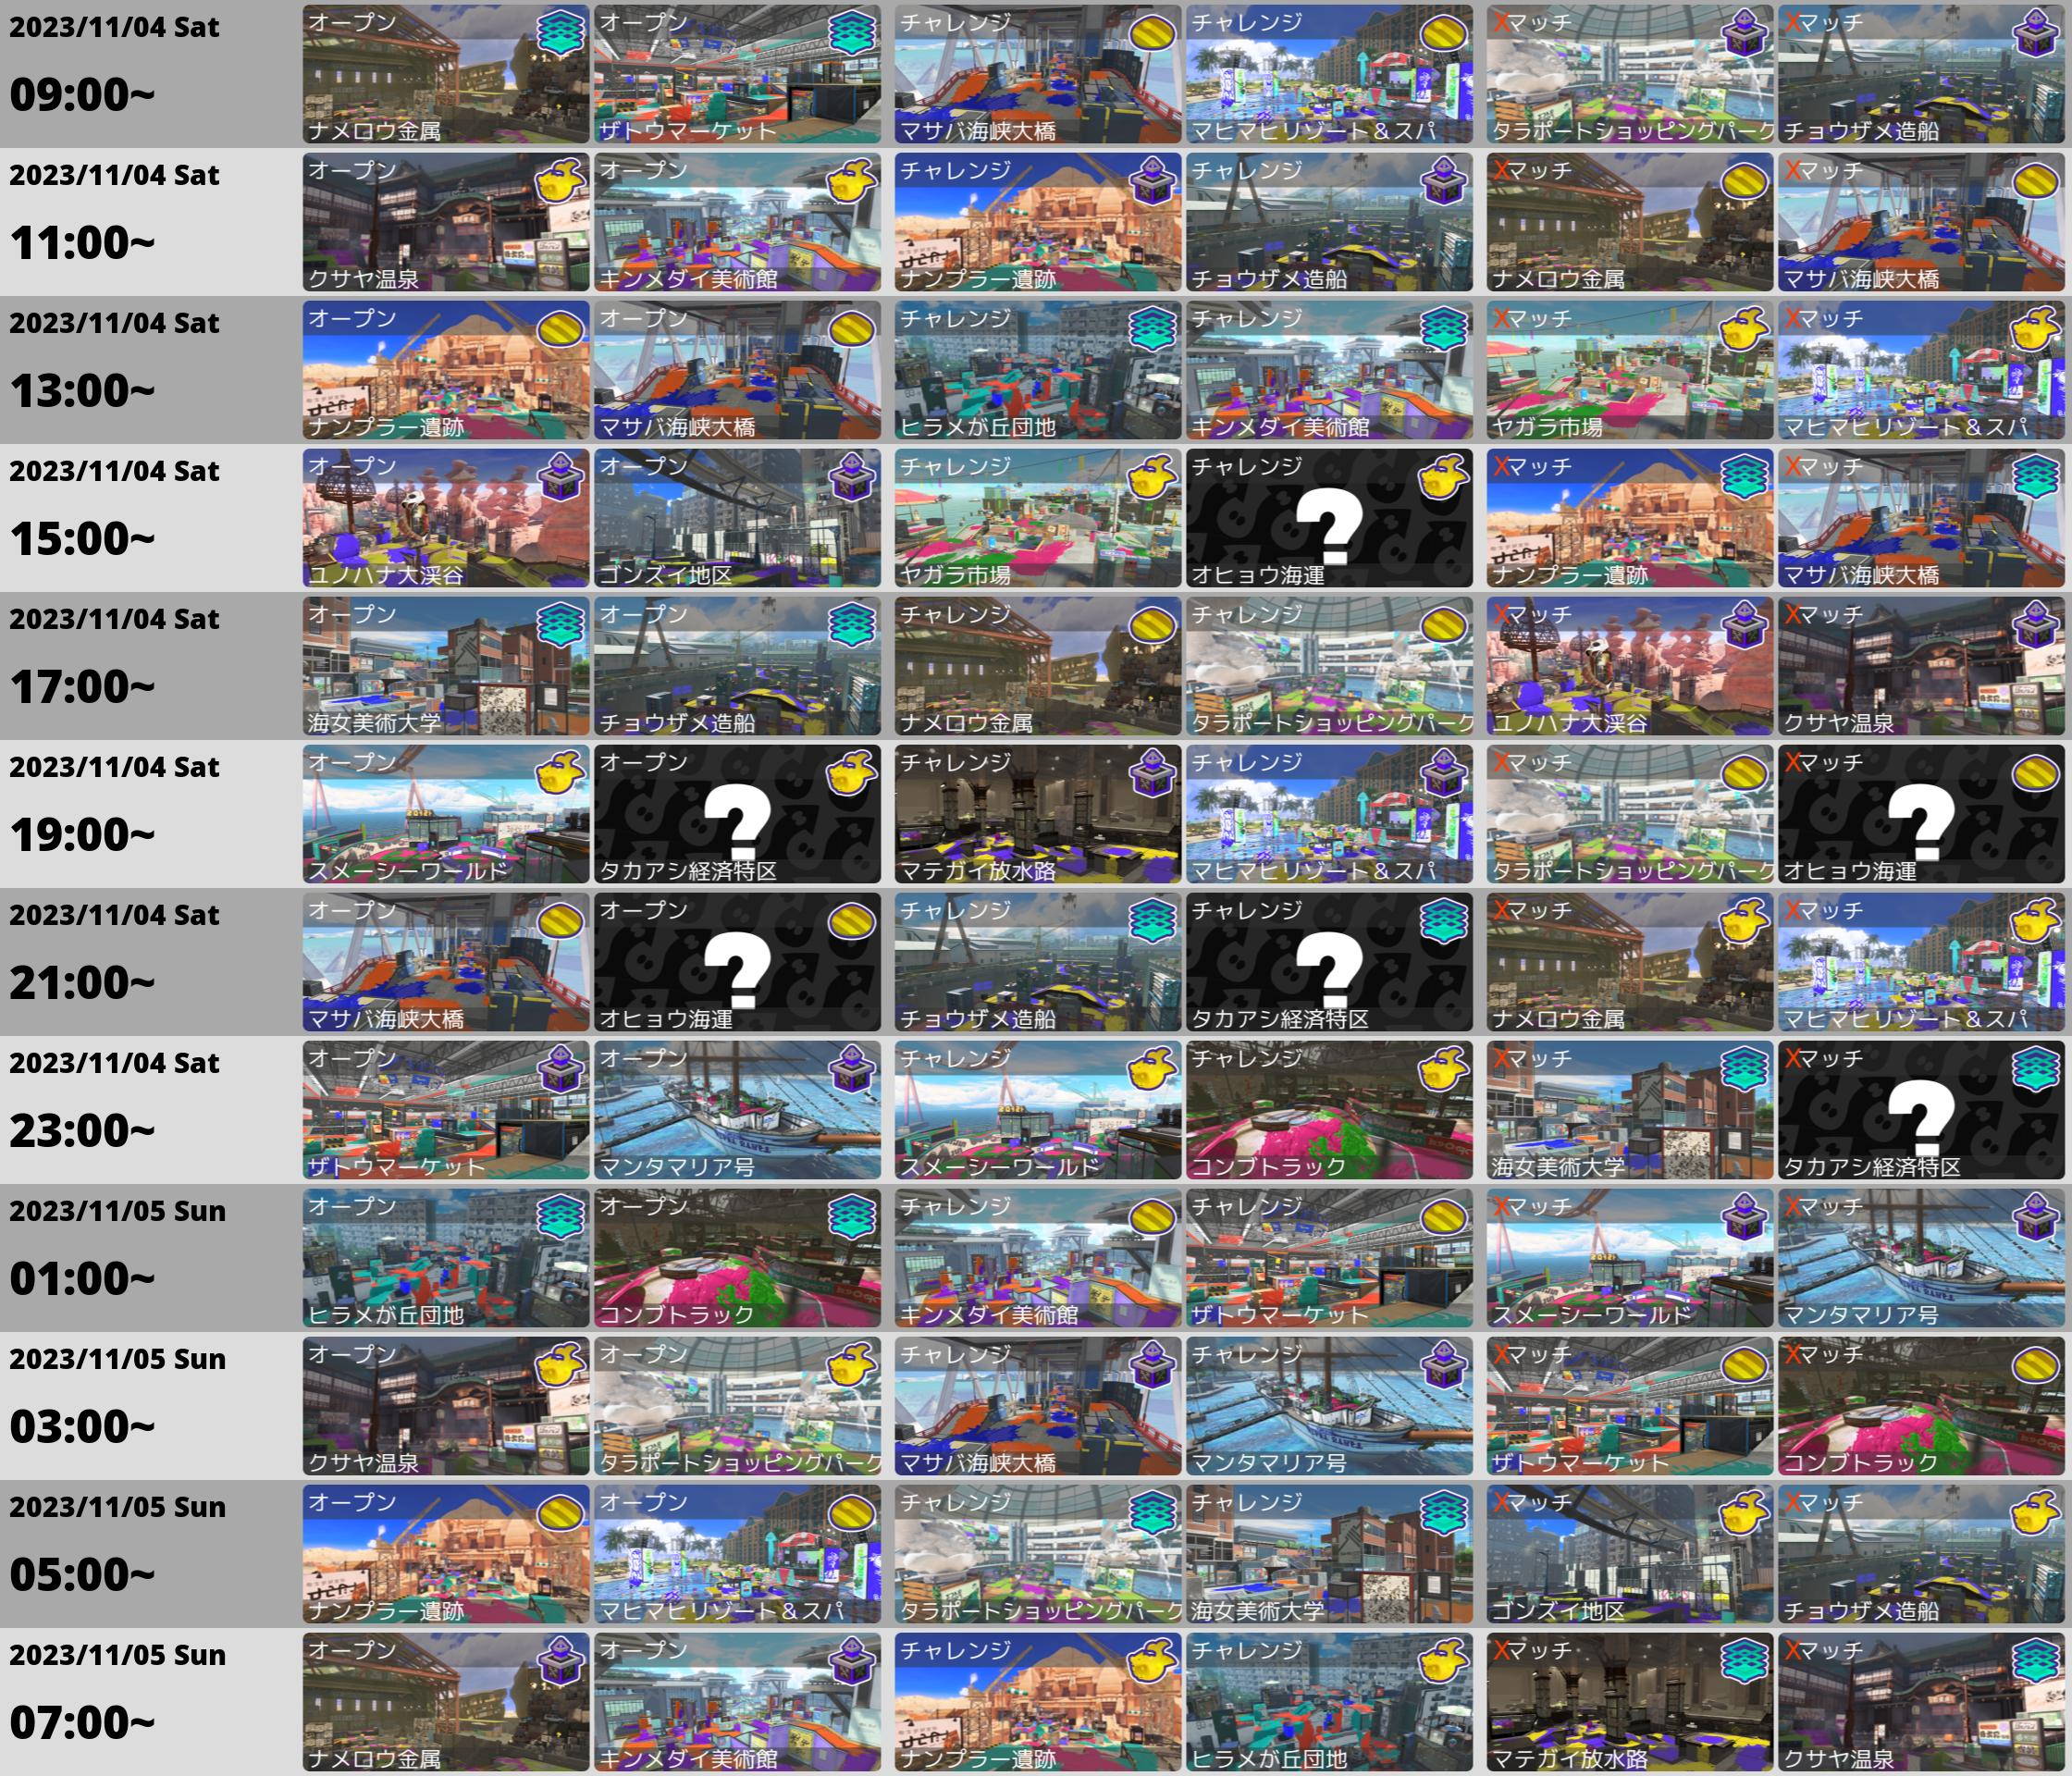 2023/11/04 Sat
09:00~
オープン オープン チャレンジ チャレンジ Xマッチ Xマッチ
ナメロウ金属 ザトウマーケット マサバ海峡大橋 マヒマヒリゾート＆スパ タラポートショッピングパーク チョウザメ造船
2023/11/04 Sat
11:00~
オープン オープン チャレンジ チャレンジ Xマッチ Xマッチ
クサヤ温泉 キンメダイ美術館 ナンプラー遺跡 チョウザメ造船 ナメロウ金属 マサバ海峡大橋
2023/11/04 Sat
13:00~
オープン オープン チャレンジ チャレンジ Xマッチ Xマッチ
ナンプラー遺跡 マサバ海峡大橋 ヒラメが丘団地 キンメダイ美術館 ヤガラ市場 マヒマヒリゾート＆スパ
2023/11/04 Sat
15:00~
オープン オープン チャレンジ チャレンジ Xマッチ Xマッチ
?
ユノハナ大渓谷 ゴンズイ地区 ヤガラ市場 オヒョウ海運 ナンプラー遺跡 マサバ海峡大橋
2023/11/04 Sat
17:00~
オープン オープン チャレンジ チャレンジ Xマッチ Xマッチ
海女美術大学 チョウザメ造船 ナメロウ金属 タラポートショッピングパーク ユノハナ大渓谷 クサヤ温泉
2023/11/04 Sat
19:00~
オープン オープン チャレンジ チャレンジ Xマッチ Xマッチ
? ?
スメーシーワールド タカアシ経済特区 マテガイ放水路 マヒマヒリゾート＆スパ タラポートショッピングパーク オヒョウ海運
2023/11/04 Sat
21:00~
オープン オープン チャレンジ チャレンジ Xマッチ Xマッチ
? ?
マサバ海峡大橋 オヒョウ海運 チョウザメ造船 タカアシ経済特区 ナメロウ金属 マヒマヒリゾート＆スパ
2023/11/04 Sat
23:00~
オープン オープン チャレンジ チャレンジ Xマッチ Xマッチ
?
ザトウマーケット マンタマリア号 スメーシーワールド コンブトラック 海女美術大学 タカアシ経済特区
2023/11/05 Sun
01:00~
オープン オープン チャレンジ チャレンジ Xマッチ Xマッチ
ヒラメが丘団地 コンブトラック キンメダイ美術館 ザトウマーケット スメーシーワールド マンタマリア号
2023/11/05 Sun
03:00~
オープン オープン チャレンジ チャレンジ Xマッチ Xマッチ
クサヤ温泉 タラポートショッピングパーク マサバ海峡大橋 マンタマリア号 ザトウマーケット コンブトラック
2023/11/05 Sun
05:00~
オープン オープン チャレンジ チャレンジ Xマッチ Xマッチ
ナンプラー遺跡 マヒマヒリゾート＆スパ タラポートショッピングパーク 海女美術大学 ゴンズイ地区 チョウザメ造船
2023/11/05 Sun
07:00~
オープン オープン チャレンジ チャレンジ Xマッチ Xマッチ
ナメロウ金属 キンメダイ美術館 ナンプラー遺跡 ヒラメが丘団地 マテガイ放水路 クサヤ温泉